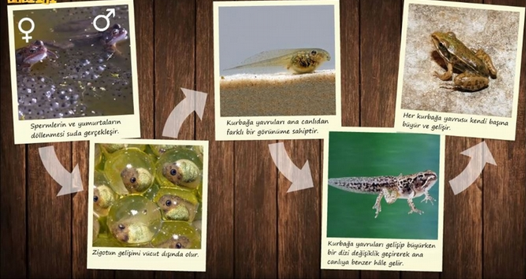 ♀ ♂
Spermlerin ve yumurtaların
döllenmesi suda gerçekleşir.
Zigotun gelişimi vücut dışında olur.
Kurbağa yavruları ana canlıdan
farklı bir görünüme sahiptir.
Kurbağa yavruları gelişip büyürken
bir dizi değişiklik geçirerek ana
canlıya benzer hâle gelir.
Her kurbağa yavrusu kendi başına
büyür ve gelişir.